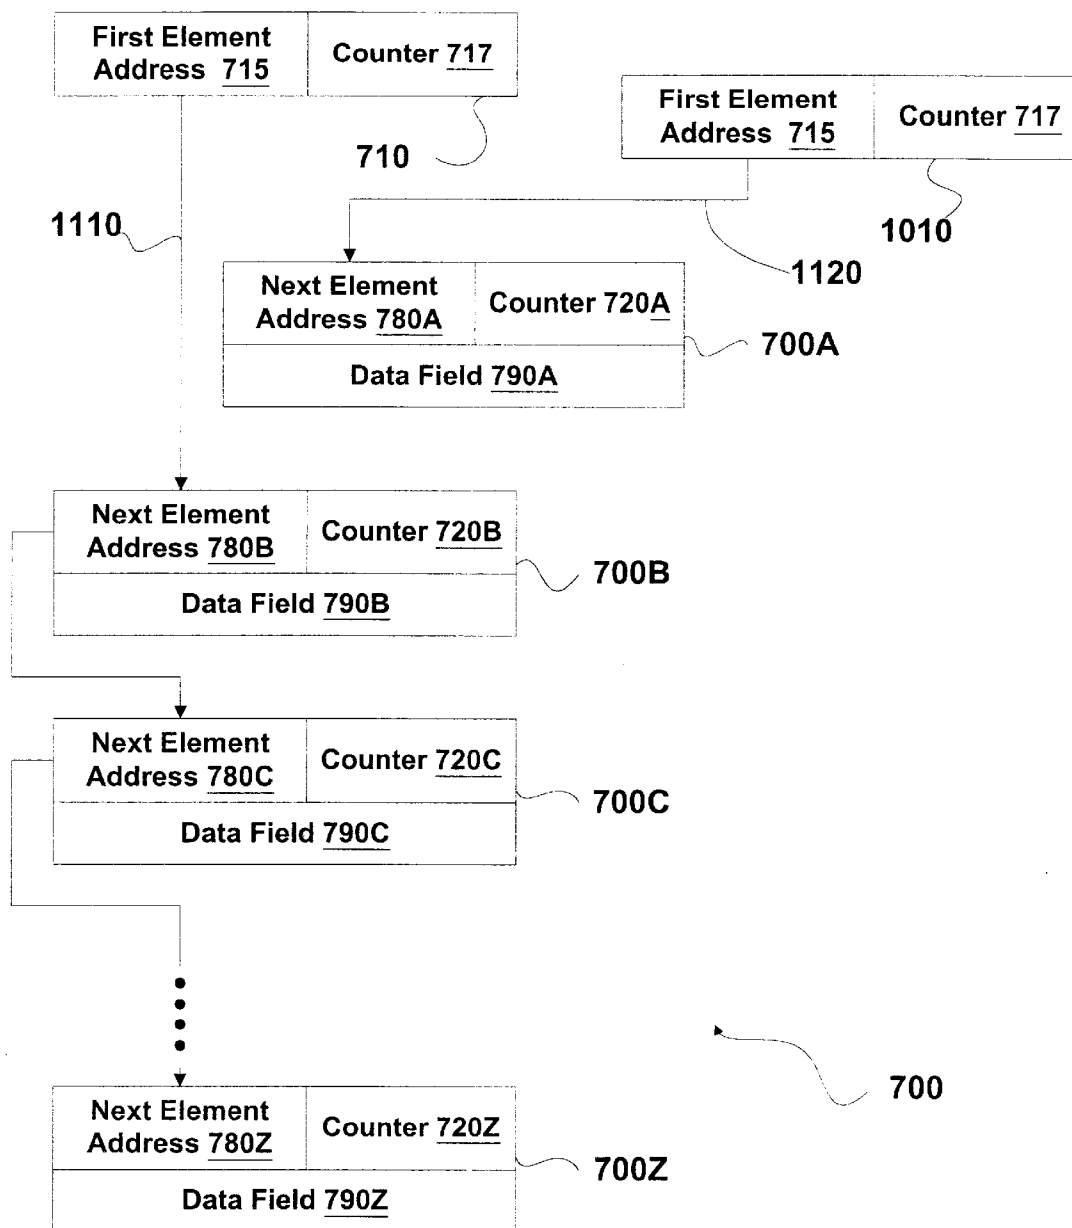 First Element
Address 715
Counter 717
710
First Element
Address 715
Counter 717
1010
1110
1120
Next Element
Address 780A
Counter 720A
700A
Data Field 790A
Next Element
Address 780B
Counter 720B
700B
Data Field 790B
Next Element
Address 780C
Counter 720C
700C
Data Field 790C
700
Next Element
Address 780Z
Counter 720Z
700Z
Data Field 790Z